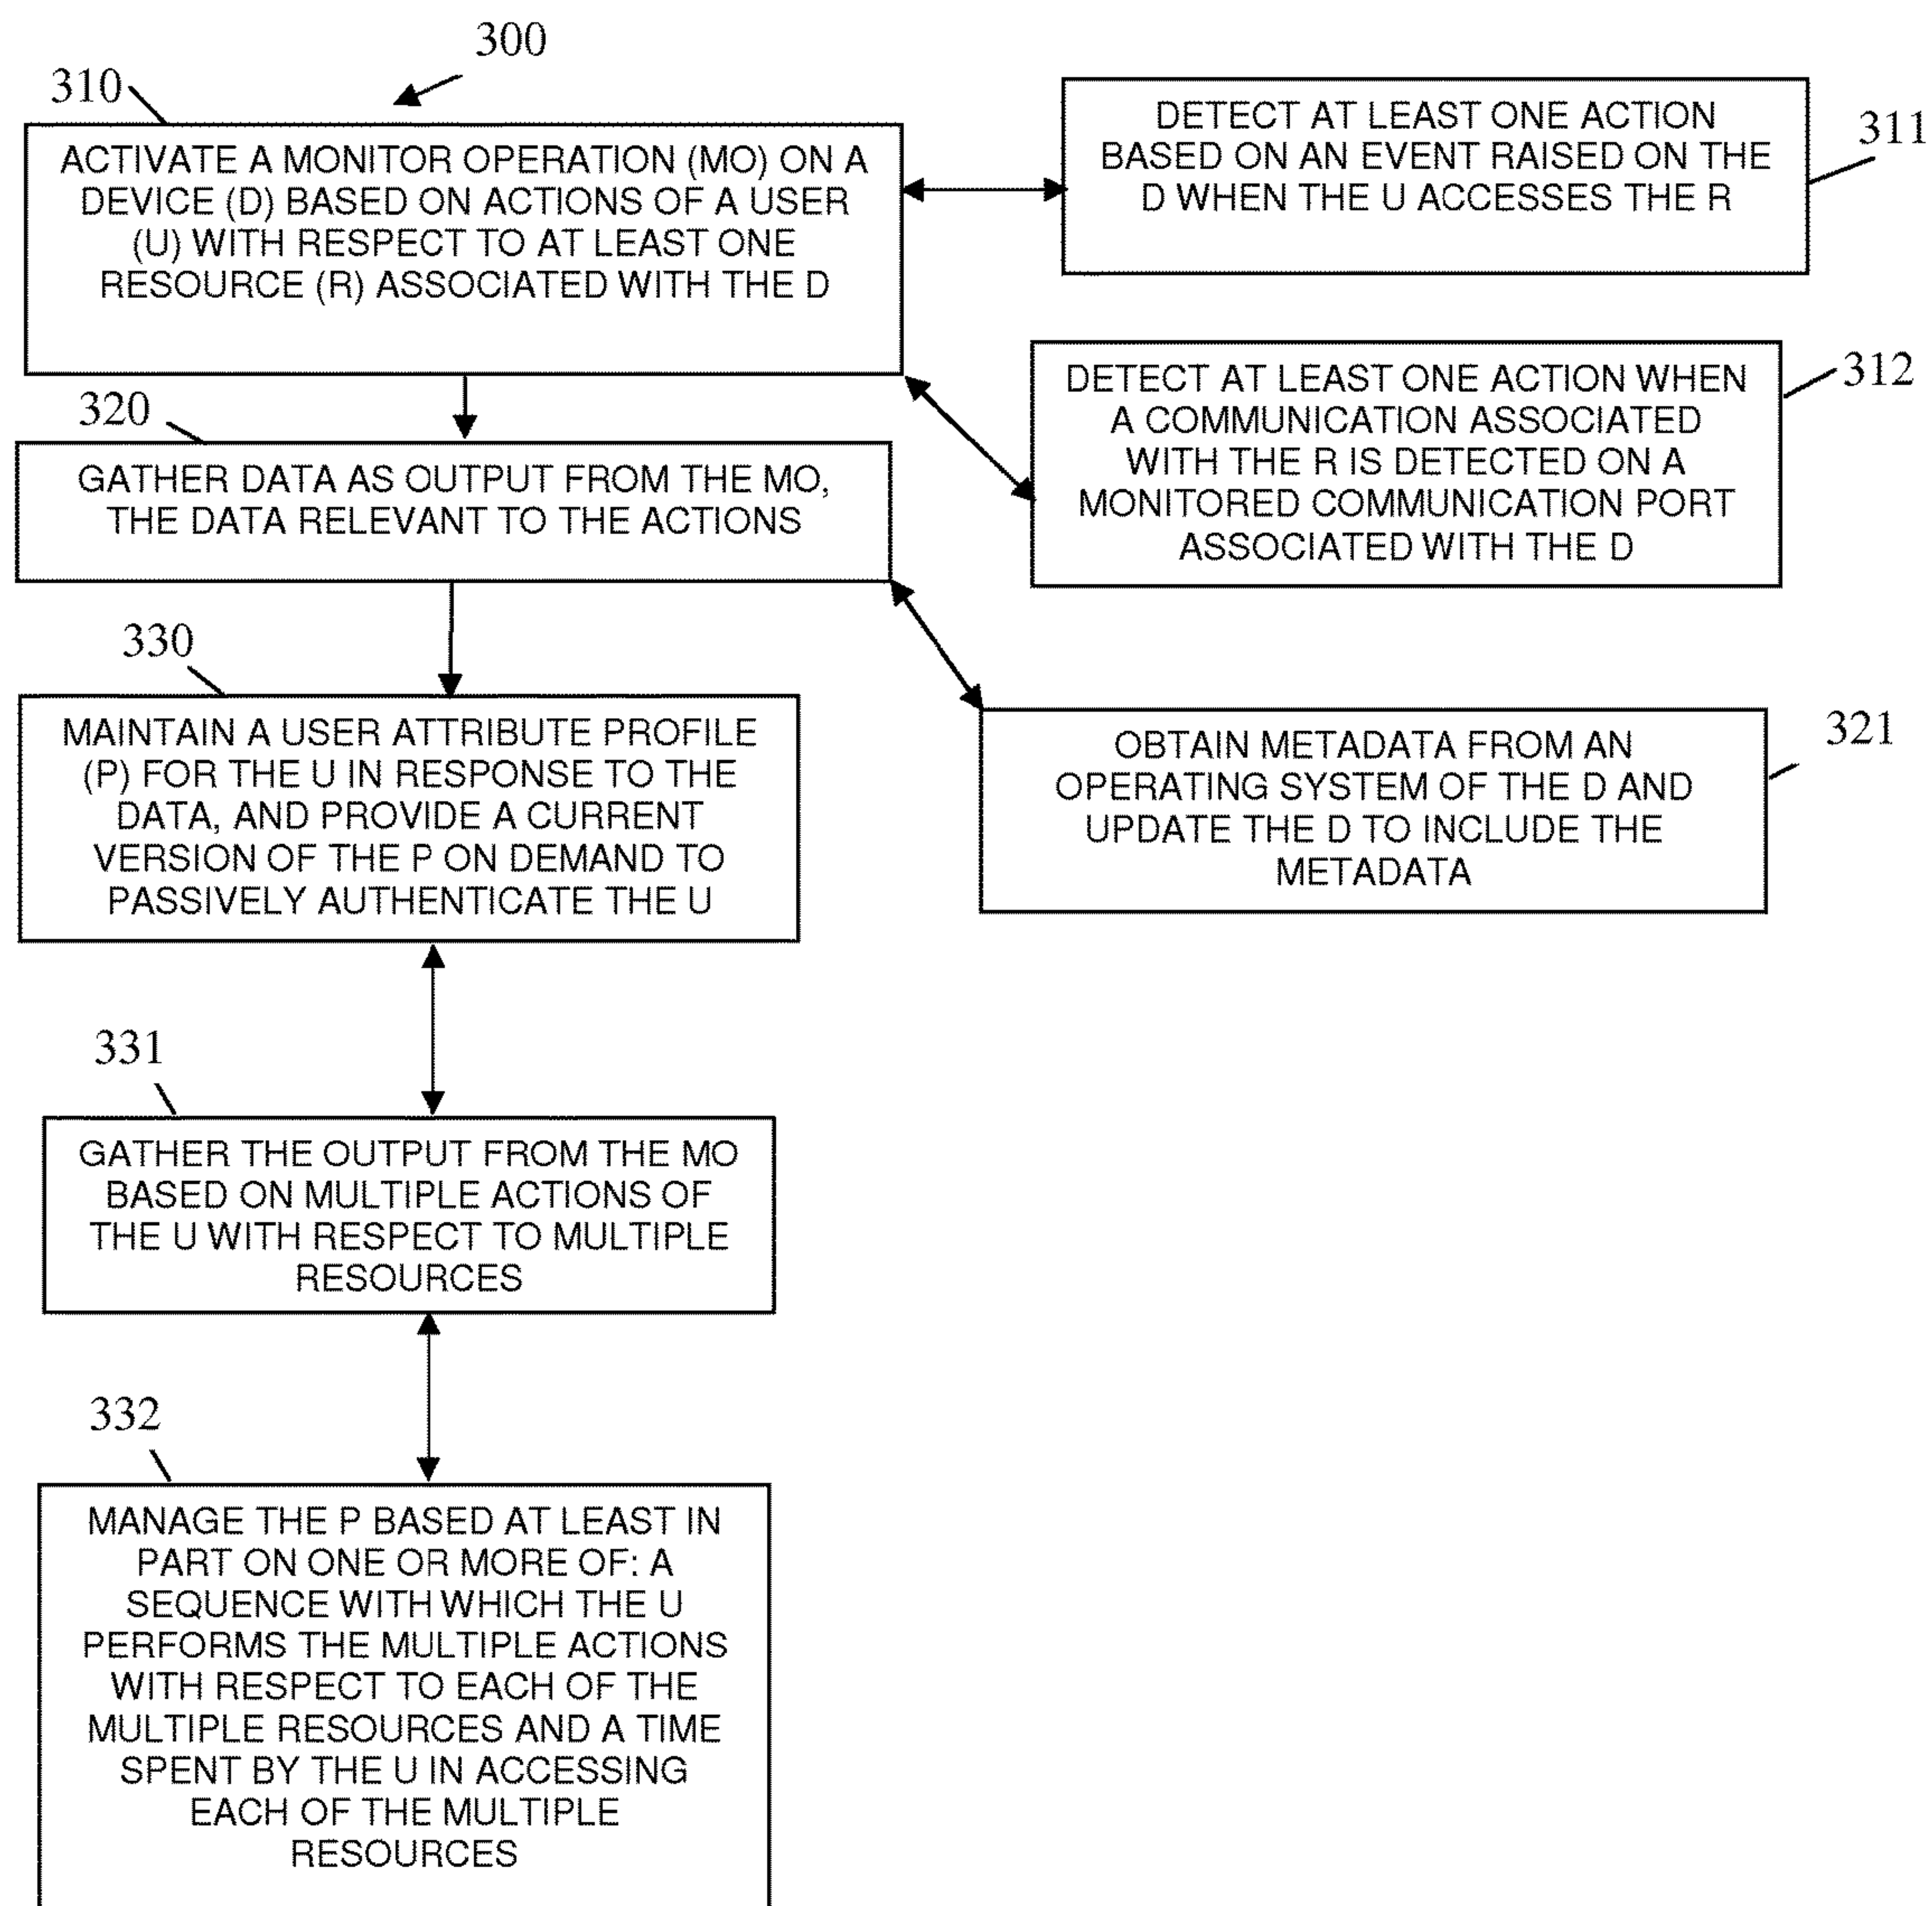 300
310
ACTIVATE A MONITOR OPERATION (MO) ON A
DEVICE (D) BASED ON ACTIONS OF A USER
(U) WITH RESPECT TO AT LEAST ONE
RESOURCE (R) ASSOCIATED WITH THE D
DETECT AT LEAST ONE ACTION
BASED ON AN EVENT RAISED ON THE
D WHEN THE U ACCESSES THE R
311
DETECT AT LEAST ONE ACTION WHEN
A COMMUNICATION ASSOCIATED
WITH THE R IS DETECTED ON A
MONITORED COMMUNICATION PORT
ASSOCIATED WITH THE D
312
320
GATHER DATA AS OUTPUT FROM THE MO,
THE DATA RELEVANT TO THE ACTIONS
330
MAINTAIN A USER ATTRIBUTE PROFILE
(P) FOR THE U IN RESPONSE TO THE
DATA, AND PROVIDE A CURRENT
VERSION OF THE P ON DEMAND TO
PASSIVELY AUTHENTICATE THE U
OBTAIN METADATA FROM AN
OPERATING SYSTEM OF THE D AND
UPDATE THE D TO INCLUDE THE
METADATA
321
331
GATHER THE OUTPUT FROM THE MO
BASED ON MULTIPLE ACTIONS OF
THE U WITH RESPECT TO MULTIPLE
RESOURCES
332
MANAGE THE P BASED AT LEAST IN
PART ON ONE OR MORE OF: A
SEQUENCE WITH WHICH THE U
PERFORMS THE MULTIPLE ACTIONS
WITH RESPECT TO EACH OF THE
MULTIPLE RESOURCES AND A TIME
SPENT BY THE U IN ACCESSING
EACH OF THE MULTIPLE
RESOURCES